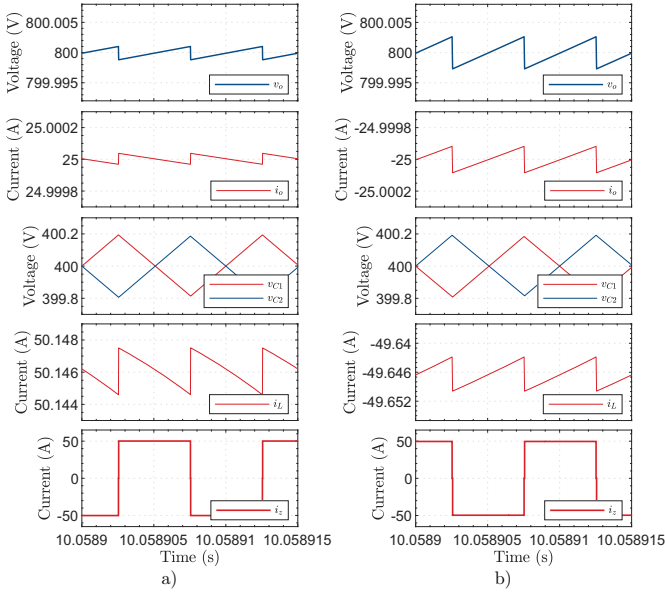 Voltage (V)
800.005
800
799.995
v_o
Current (A)
25.0002
25
24.9998
i_o
Voltage (V)
400.2
400
399.8
v_C1
v_C2
Current (A)
50.148
50.146
50.144
i_L
Current (A)
50
0
-50
i_z
10.0589 10.058905 10.05891 10.058915
Time (s)
a)
Voltage (V)
800.005
800
799.995
v_o
Current (A)
-24.9998
-25
-25.0002
i_o
Voltage (V)
400.2
400
399.8
v_C1
v_C2
Current (A)
-49.64
-49.646
-49.652
i_L
Current (A)
50
0
-50
i_z
10.0589 10.058905 10.05891 10.058915
Time (s)
b)